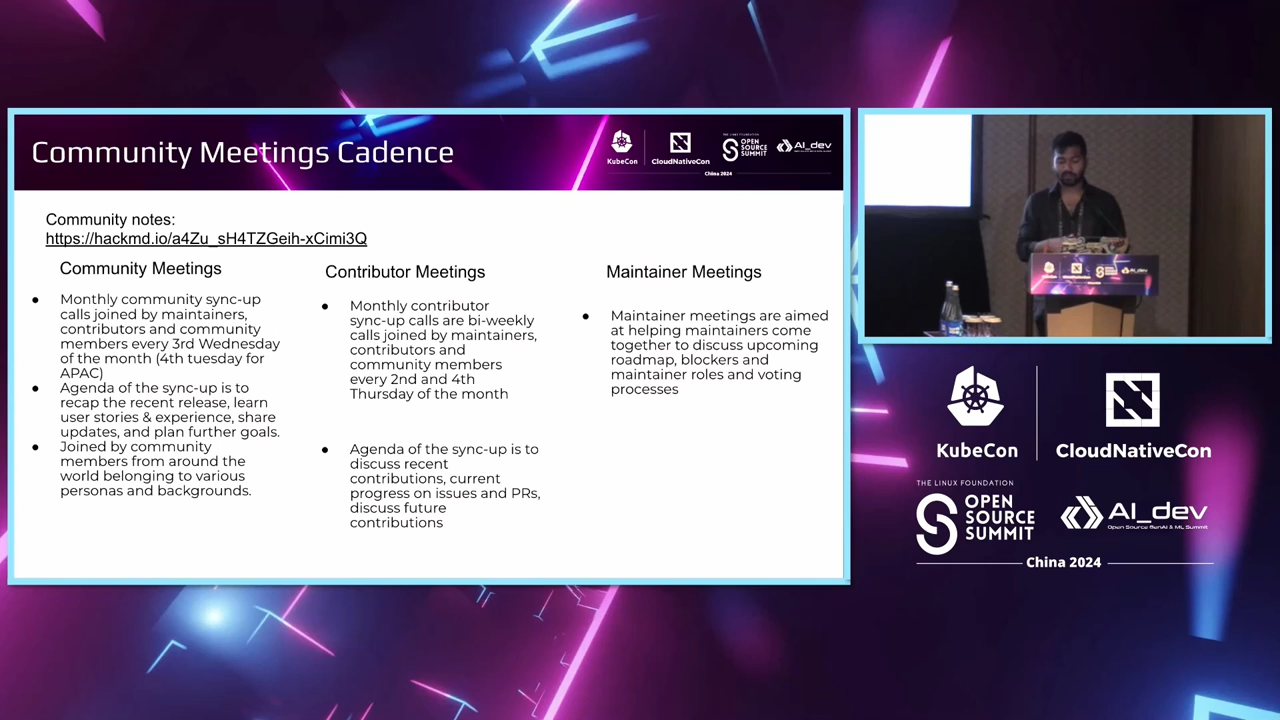 Community Meetings Cadence
KubeCon
CloudNativeCon
THE LINUX FOUNDATION
OPEN
SOURCE
SUMMIT
AI_dev
China 2024
Community notes:
https://hackmd.io/a4Zu_sH4TZGeih-xCimi3Q
Community Meetings
● Monthly community sync-up
calls joined by maintainers,
contributors and community
members every 3rd Wednesday
of the month (4th tuesday for
APAC)
● Agenda of the sync-up is to
recap the recent release, learn
user stories & experience, share
updates, and plan further goals.
● Joined by community
members from around the
world belonging to various
personas and backgrounds.
Contributor Meetings
● Monthly contributor
sync-up calls are bi-weekly
calls joined by maintainers,
contributors and
community members
every 2nd and 4th
Thursday of the month
● Agenda of the sync-up is to
discuss recent
contributions, current
progress on issues and PRs,
discuss future
contributions
Maintainer Meetings
● Maintainer meetings are aimed
at helping maintainers come
together to discuss upcoming
roadmap, blockers and
maintainer roles and voting
processes
KubeCon
CloudNativeCon
THE LINUX FOUNDATION
OPEN
SOURCE
SUMMIT
AI_dev
Open Source GenAI & ML Summit
China 2024